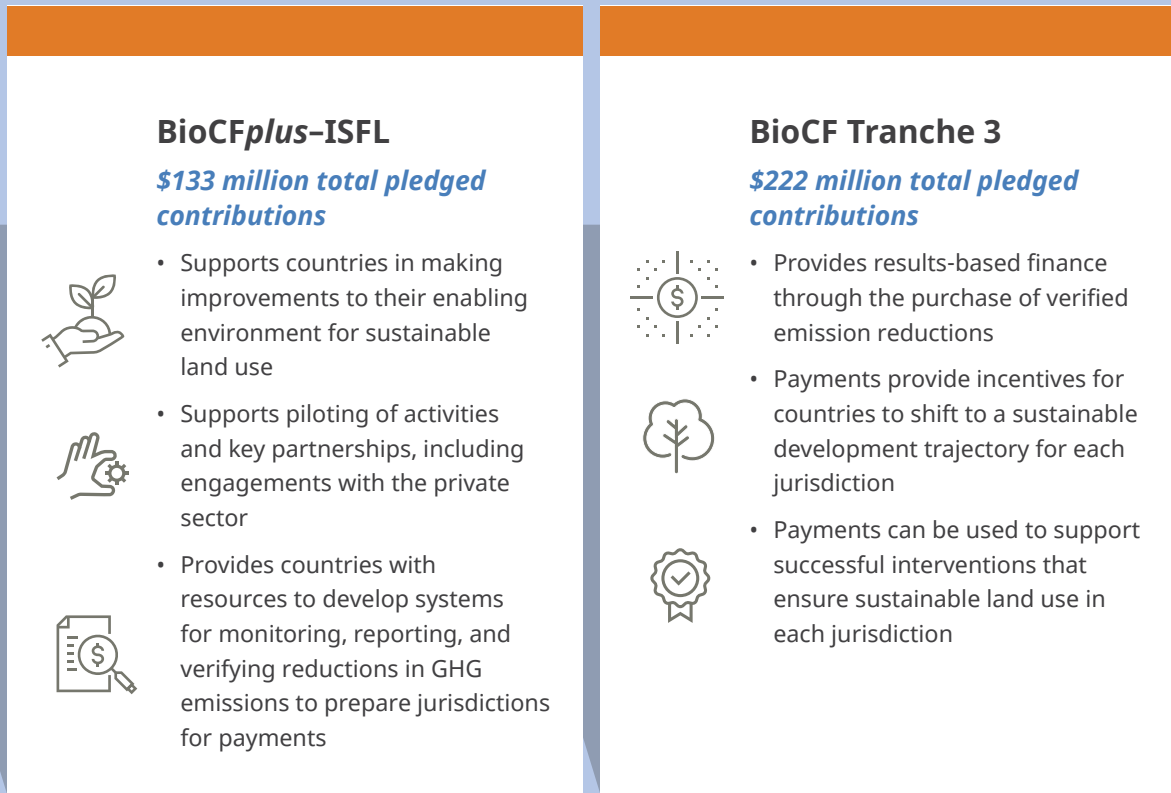 BioCFplus–ISFL
$133 million total pledged
contributions
• Supports countries in making
improvements to their enabling
environment for sustainable
land use
• Supports piloting of activities
and key partnerships, including
engagements with the private
sector
• Provides countries with
resources to develop systems
for monitoring, reporting, and
verifying reductions in GHG
emissions to prepare jurisdictions
for payments
BioCF Tranche 3
$222 million total pledged
contributions
• Provides results-based finance
through the purchase of verified
emission reductions
• Payments provide incentives for
countries to shift to a sustainable
development trajectory for each
jurisdiction
• Payments can be used to support
successful interventions that
ensure sustainable land use in
each jurisdiction